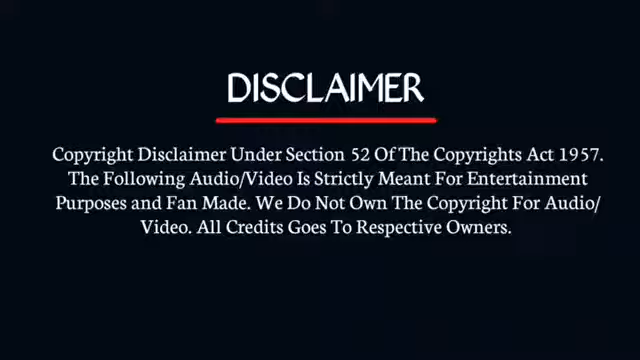 DISCLAIMER
Copyright Disclaimer Under Section 52 Of The Copyrights Act 1957.
The Following Audio/Video Is Strictly Meant For Entertainment
Purposes and Fan Made. We Do Not Own The Copyright For Audio/
Video. All Credits Goes To Respective Owners.